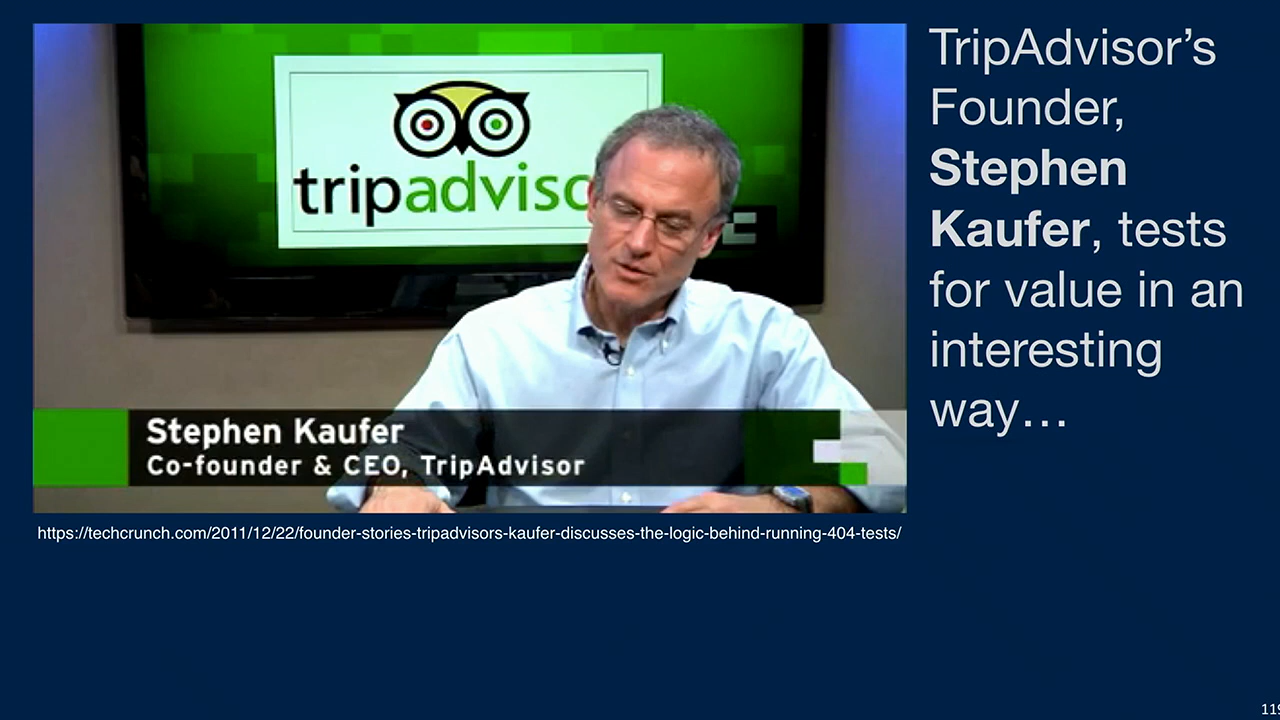 TripAdvisor’s
Founder,
Stephen
Kaufer, tests
for value in an
interesting
way…
tripadviso
Stephen Kaufer
Co-founder & CEO, TripAdvisor
https://techcrunch.com/2011/12/22/founder-stories-tripadvisors-kaufer-discusses-the-logic-behind-running-404-tests/